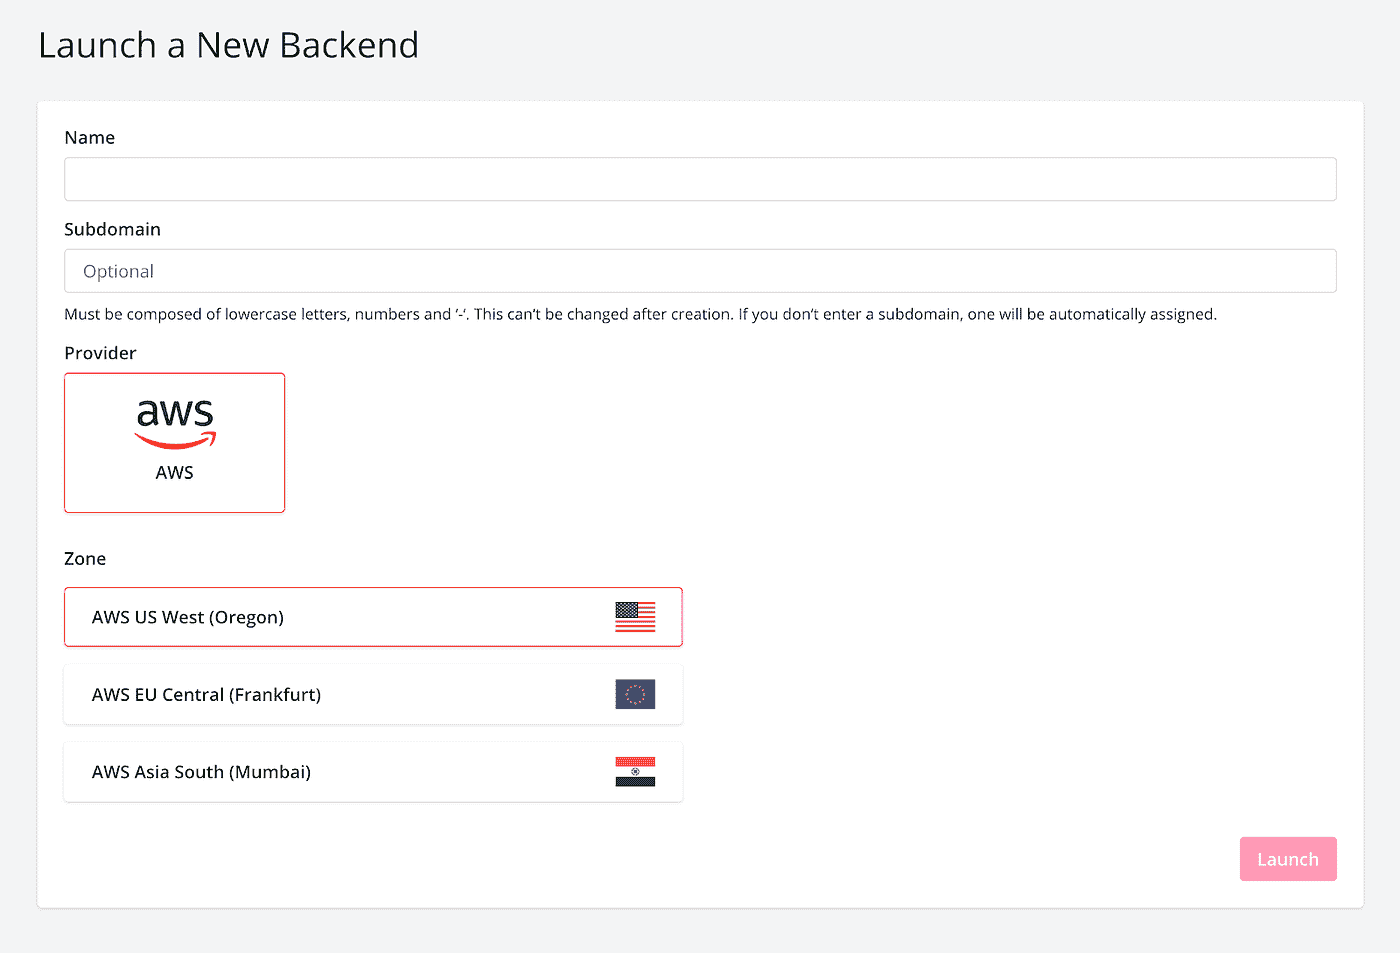 Launch a New Backend
Name
Subdomain
Optional
Must be composed of lowercase letters, numbers and '-'. This can't be changed after creation. If you don't enter a subdomain, one will be automatically assigned.
Provider
aws
AWS
Zone
AWS US West (Oregon)
AWS EU Central (Frankfurt)
AWS Asia South (Mumbai)
Launch